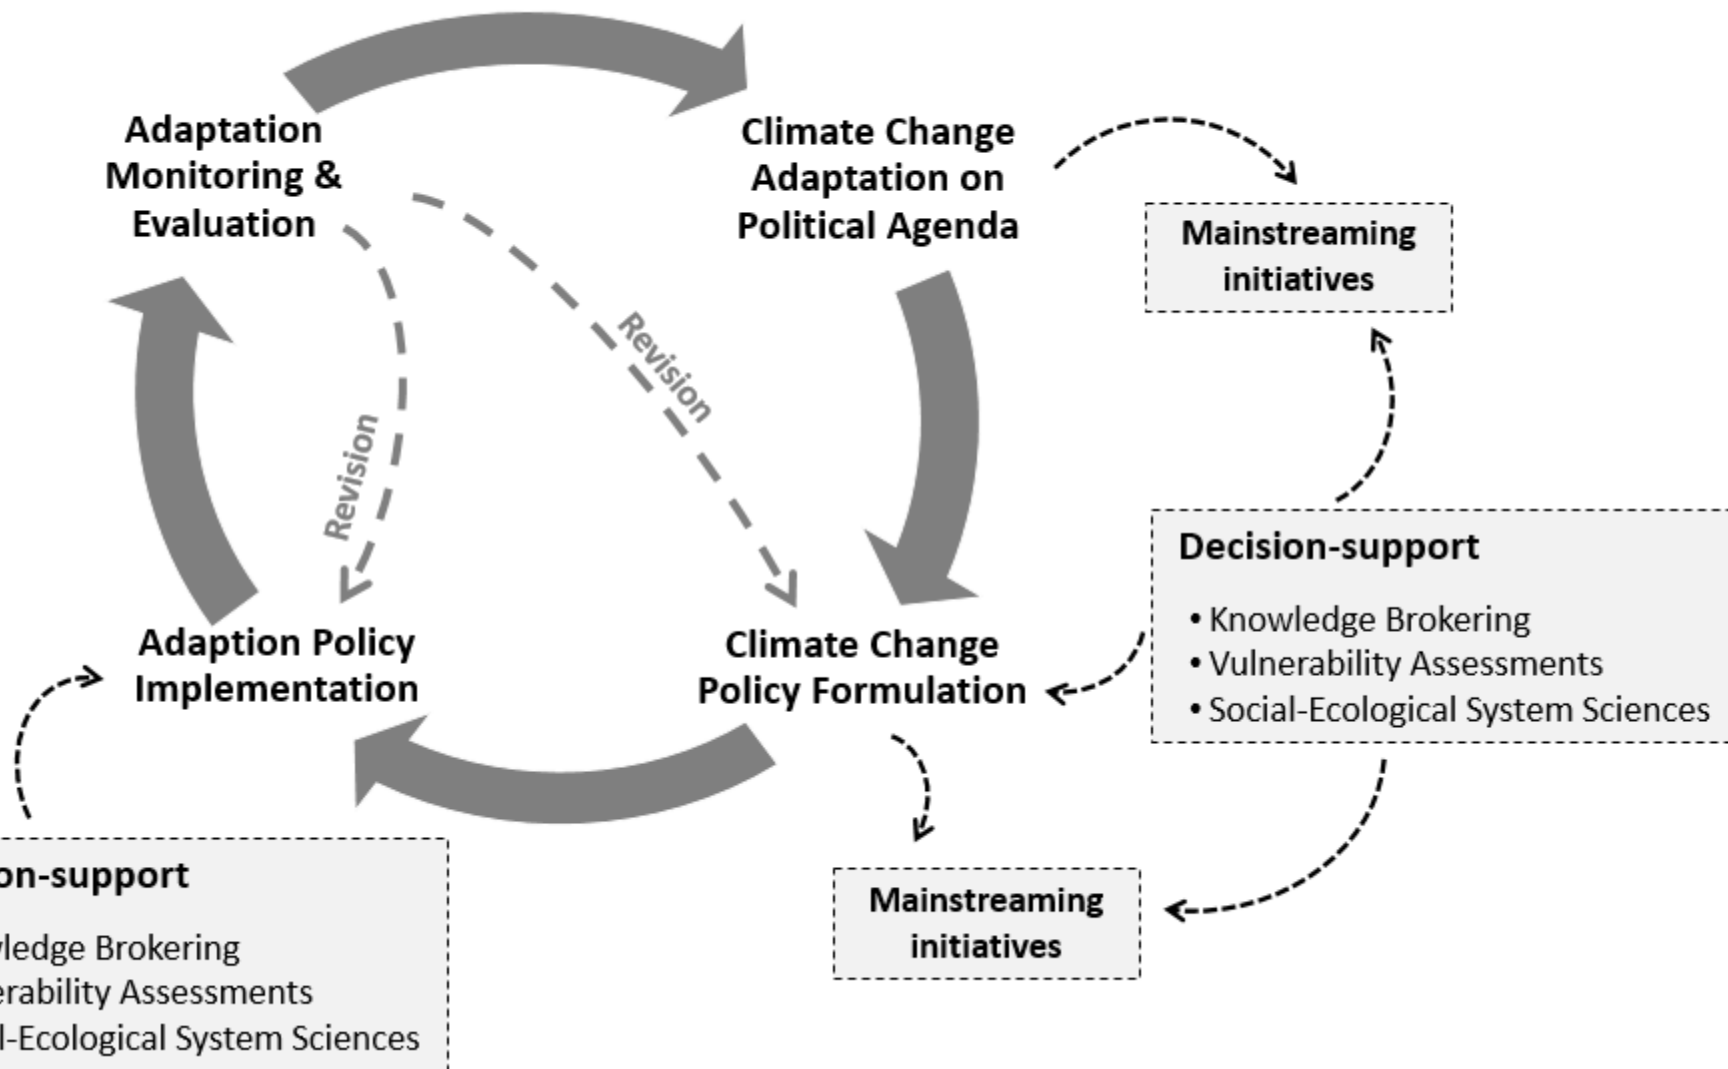 Adaptation
Monitoring &
Evaluation
Climate Change
Adaptation on
Political Agenda
Mainstreaming
initiatives
Revision
Revision
Decision-support
• Knowledge Brokering
• Vulnerability Assessments
• Social-Ecological System Sciences
Adaption Policy
Implementation
Climate Change
Policy Formulation
on-support
Brokering
Assessments
l-Ecological System Sciences
Mainstreaming
initiatives